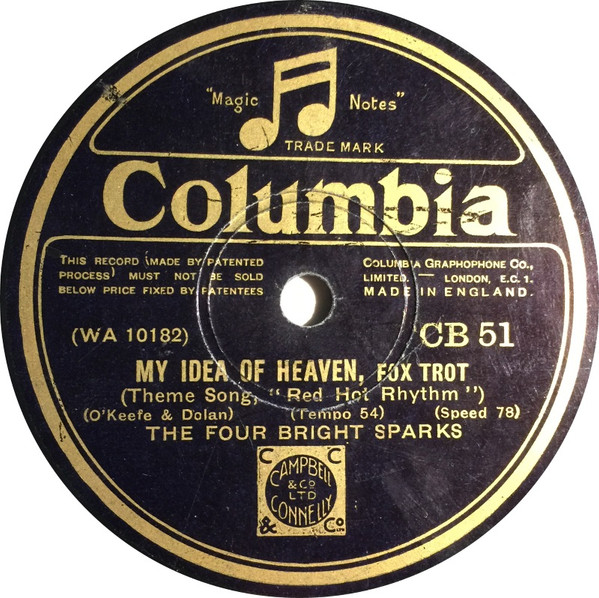 "Magic Notes"
TRADE MARK
Columbia
THIS RECORD (MADE BY PATENTED
PROCESS) MUST NOT BE SOLD
BELOW PRICE FIXED BY PATENTEES
COLUMBIA GRAPHOPHONE CO.,
LIMITED. — LONDON, E.C.1.
MADE IN ENGLAND.
(WA 10182)
CB 51
MY IDEA OF HEAVEN, FOX TROT
(Theme Song, "Red Hot Rhythm")
(O'Keefe & Dolan) (Tempo 54) (Speed 78)
THE FOUR BRIGHT SPARKS
C C
CAMPBELL
& CO
LTD
CONNELLY
& Co